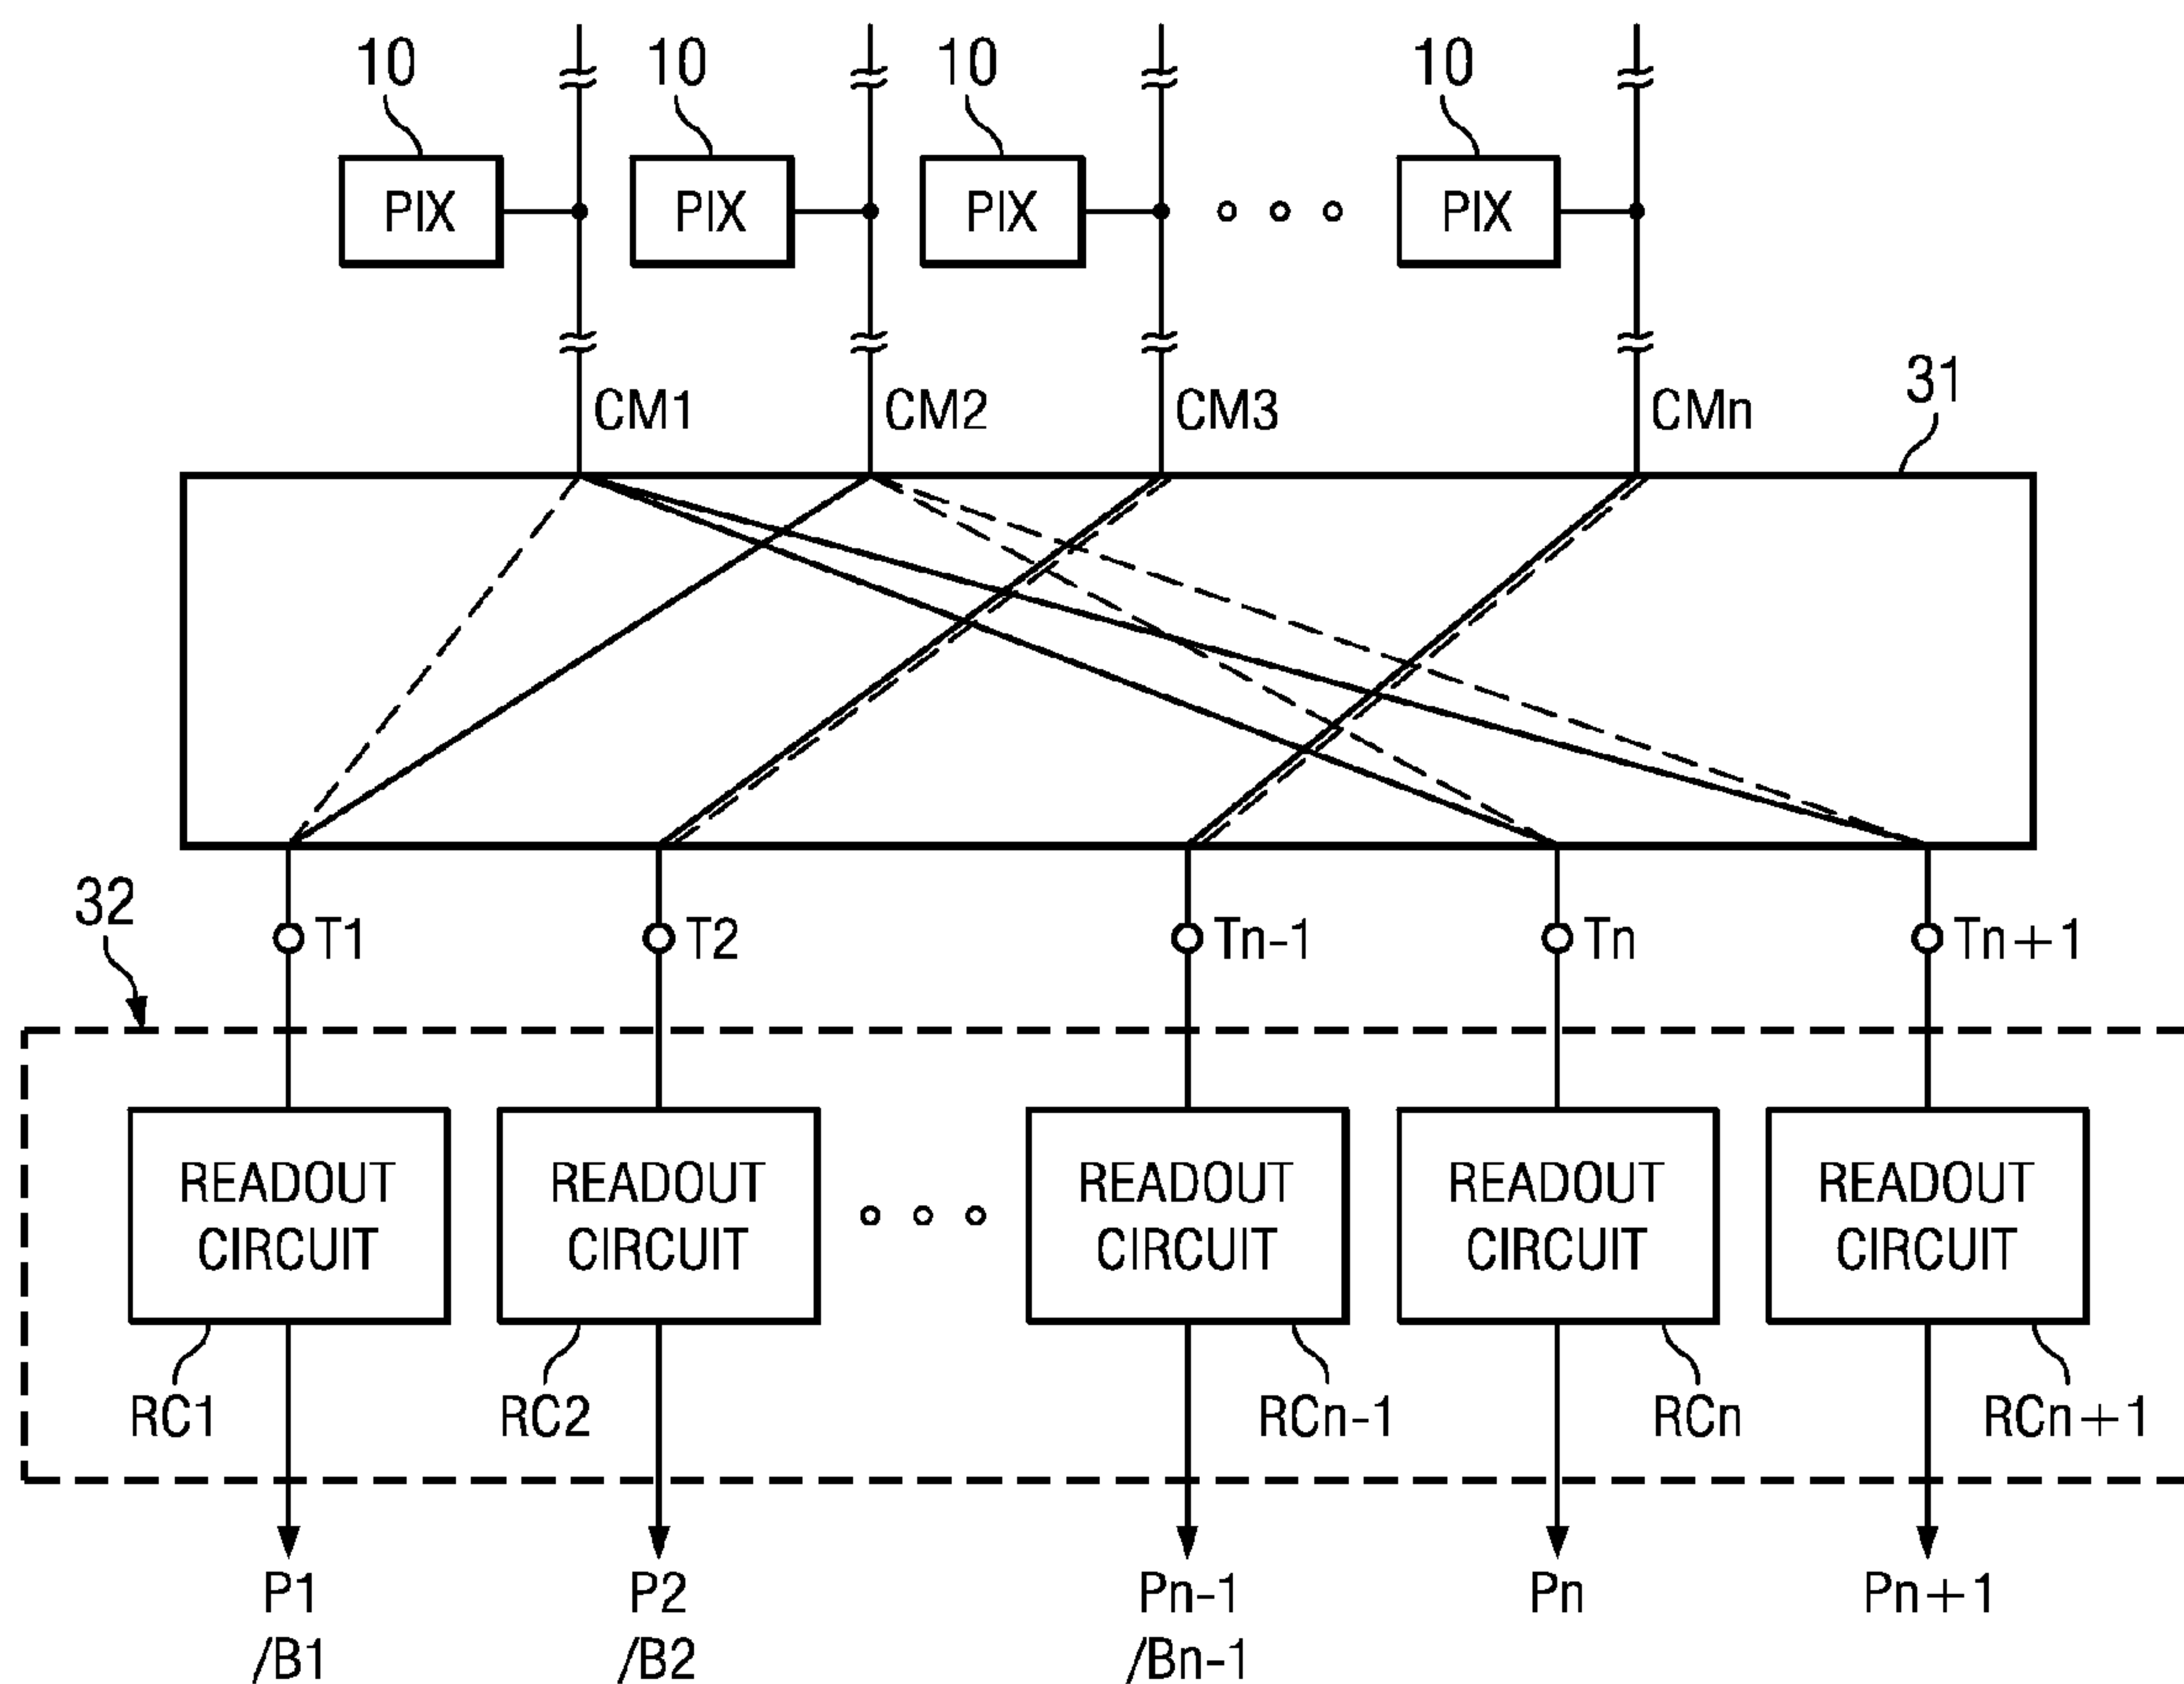 10 10 10 10
PIX PIX PIX PIX
CM1 CM2 CM3 CMn
31
32
T1 T2 Tn-1 Tn Tn+1
READOUT CIRCUIT
READOUT CIRCUIT
READOUT CIRCUIT
READOUT CIRCUIT
READOUT CIRCUIT
RC1 RC2 RCn-1 RCn RCn+1
P1 P2 Pn-1 Pn Pn+1
/B1 /B2 /Bn-1